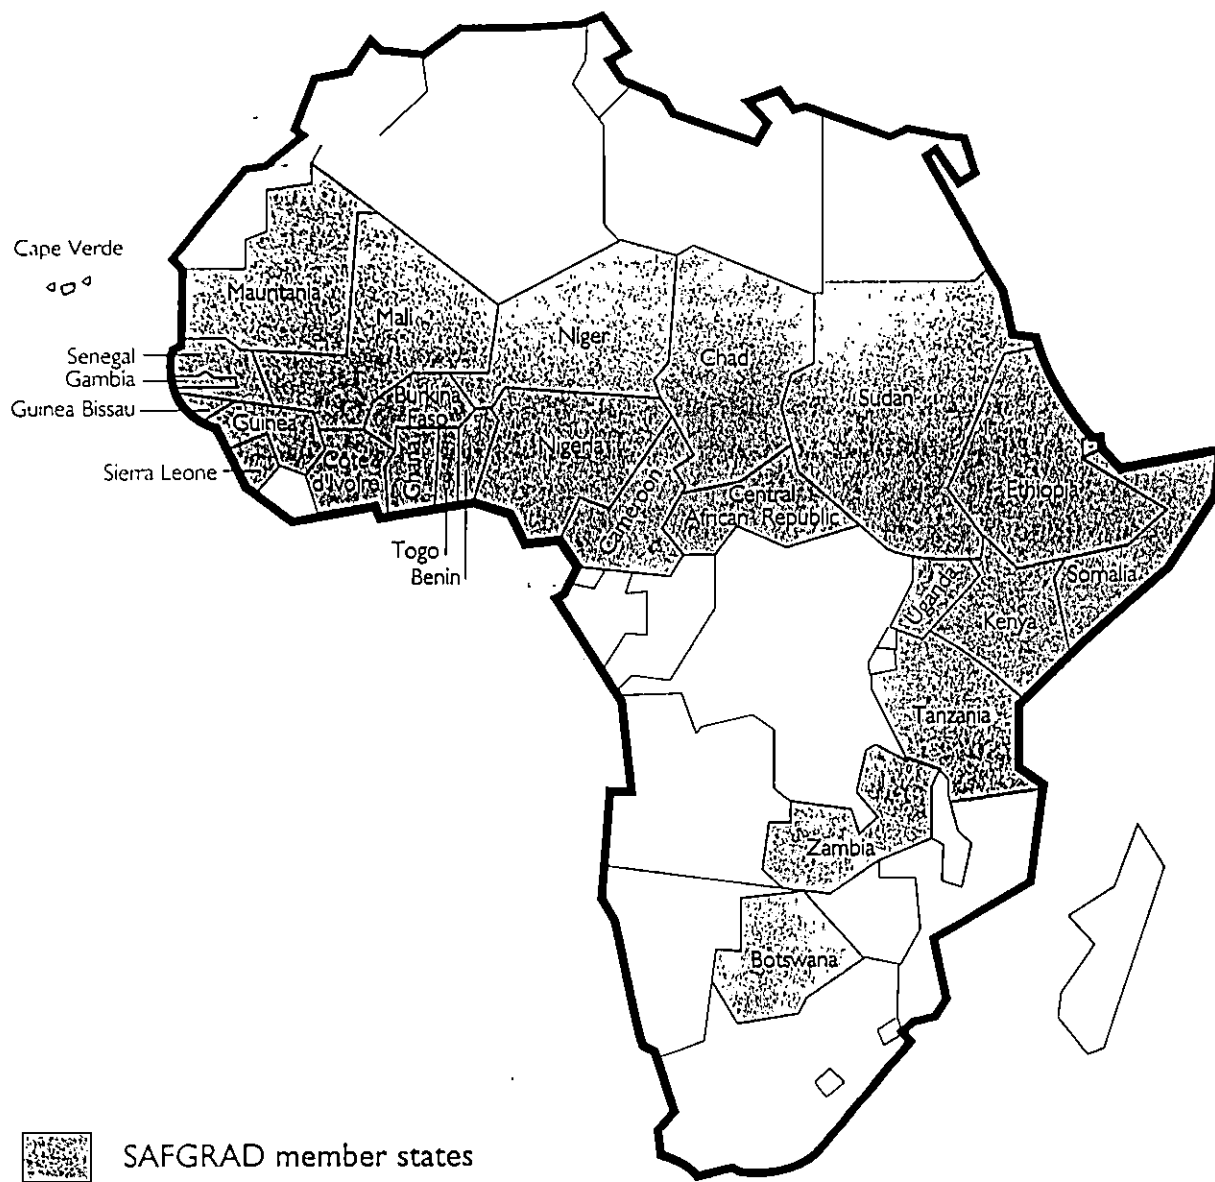 Cape Verde
Mauritania
Mali
Niger
Chad
Sudan
Senegal
Gambia
Guinea Bissau
Guinea
Sierra Leone
Burkina
Faso
Cote
d'Ivoire
Ghana
Nigeria
Cameroon
Central
African Republic
Ethiopia
Togo
Benin
Uganda
Kenya
Somalia
Tanzania
Zambia
Botswana
SAFGRAD member states